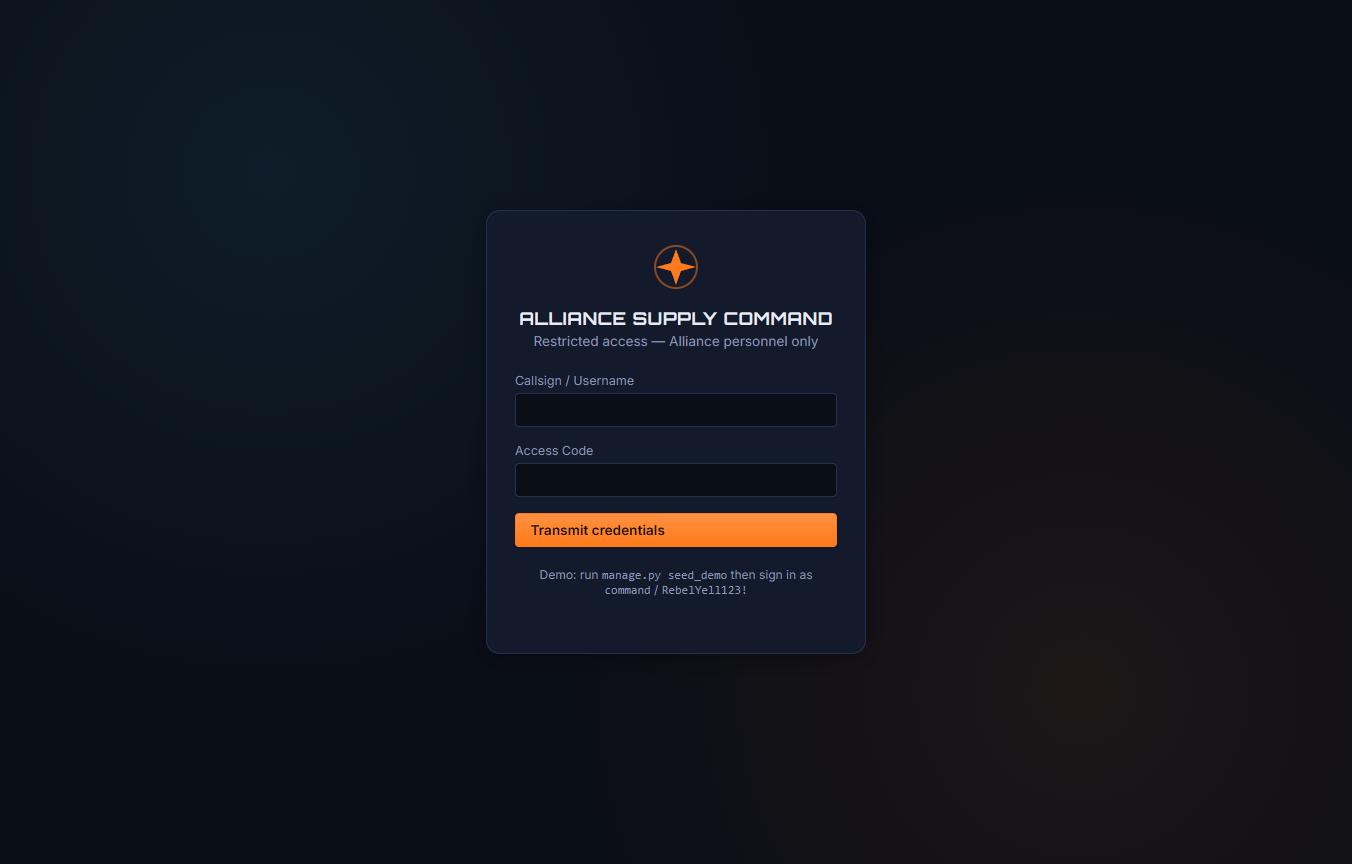 ALLIANCE SUPPLY COMMAND
Restricted access — Alliance personnel only
Callsign / Username
Access Code
Transmit credentials
Demo: run manage.py seed_demo then sign in as
command / RebelYell123!